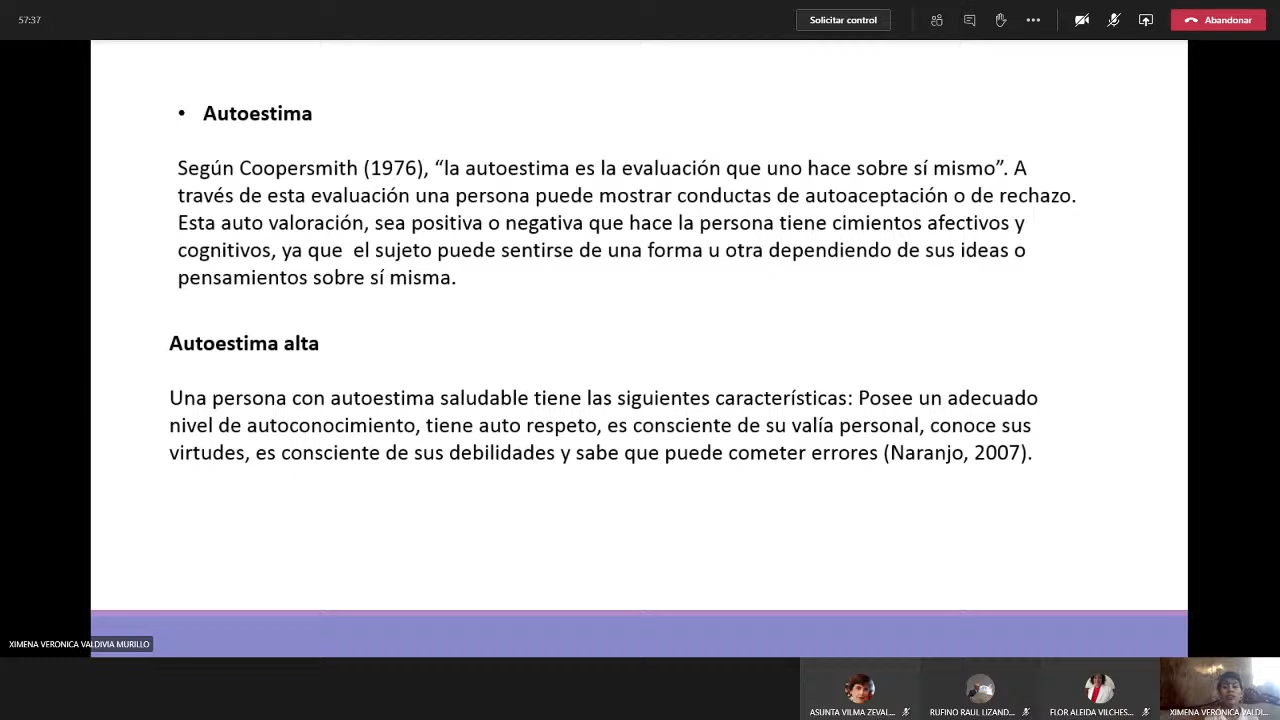 57:37
Solicitar control
Abandonar
• Autoestima
Según Coopersmith (1976), “la autoestima es la evaluación que uno hace sobre sí mismo”. A
través de esta evaluación una persona puede mostrar conductas de autoaceptación o de rechazo.
Esta auto valoración, sea positiva o negativa que hace la persona tiene cimientos afectivos y
cognitivos, ya que  el sujeto puede sentirse de una forma u otra dependiendo de sus ideas o
pensamientos sobre sí misma.
Autoestima alta
Una persona con autoestima saludable tiene las siguientes características: Posee un adecuado
nivel de autoconocimiento, tiene auto respeto, es consciente de su valía personal, conoce sus
virtudes, es consciente de sus debilidades y sabe que puede cometer errores (Naranjo, 2007).
XIMENA VERONICA VALDIVIA MURILLO
ASUNTA VILMA ZEVAL...
RUFINO RAUL LIZAND...
FLOR ALEIDA VILCHES...
XIMENA VERONICA VALDI...